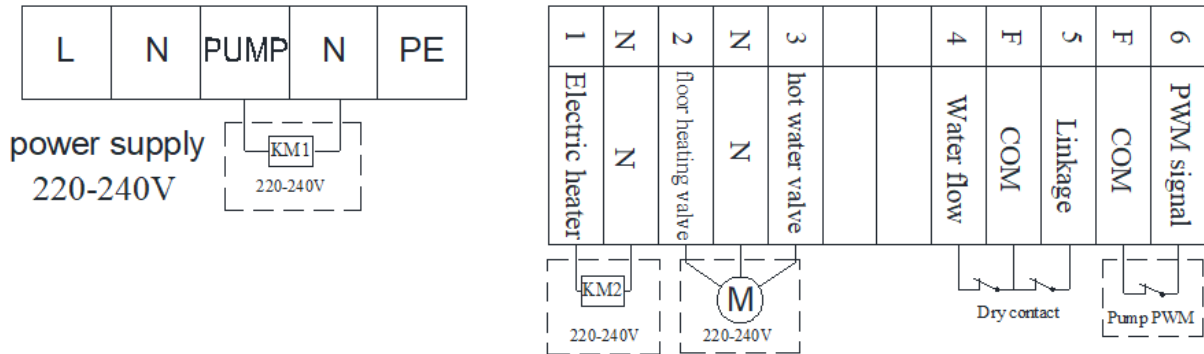 L N PUMP N PE
power supply
220-240V
KM1
220-240V
1 N 2 N 3 4 F 5 F 6
Electric heater
N
floor heating valve
N
hot water valve
Water flow
COM
Linkage
COM
PWM signal
KM2
220-240V
M
220-240V
Dry contact
Pump PWM